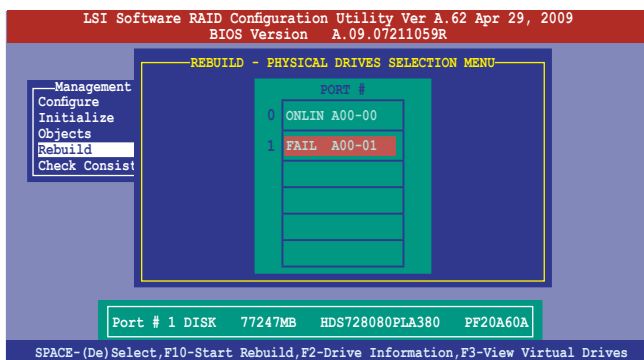 LSI Software RAID Configuration Utility Ver A.62 Apr 29, 2009
BIOS Version A.09.07211059R
REBUILD - PHYSICAL DRIVES SELECTION MENU
Management
Configure
Initialize
Objects
Rebuild
Check Consist
PORT #
0 ONLIN A00-00
1 FAIL A00-01
Port # 1 DISK 77247MB HDS728080PLA380 PF20A60A
SPACE-(De)Select,F10-Start Rebuild,F2-Drive Information,F3-View Virtual Drives